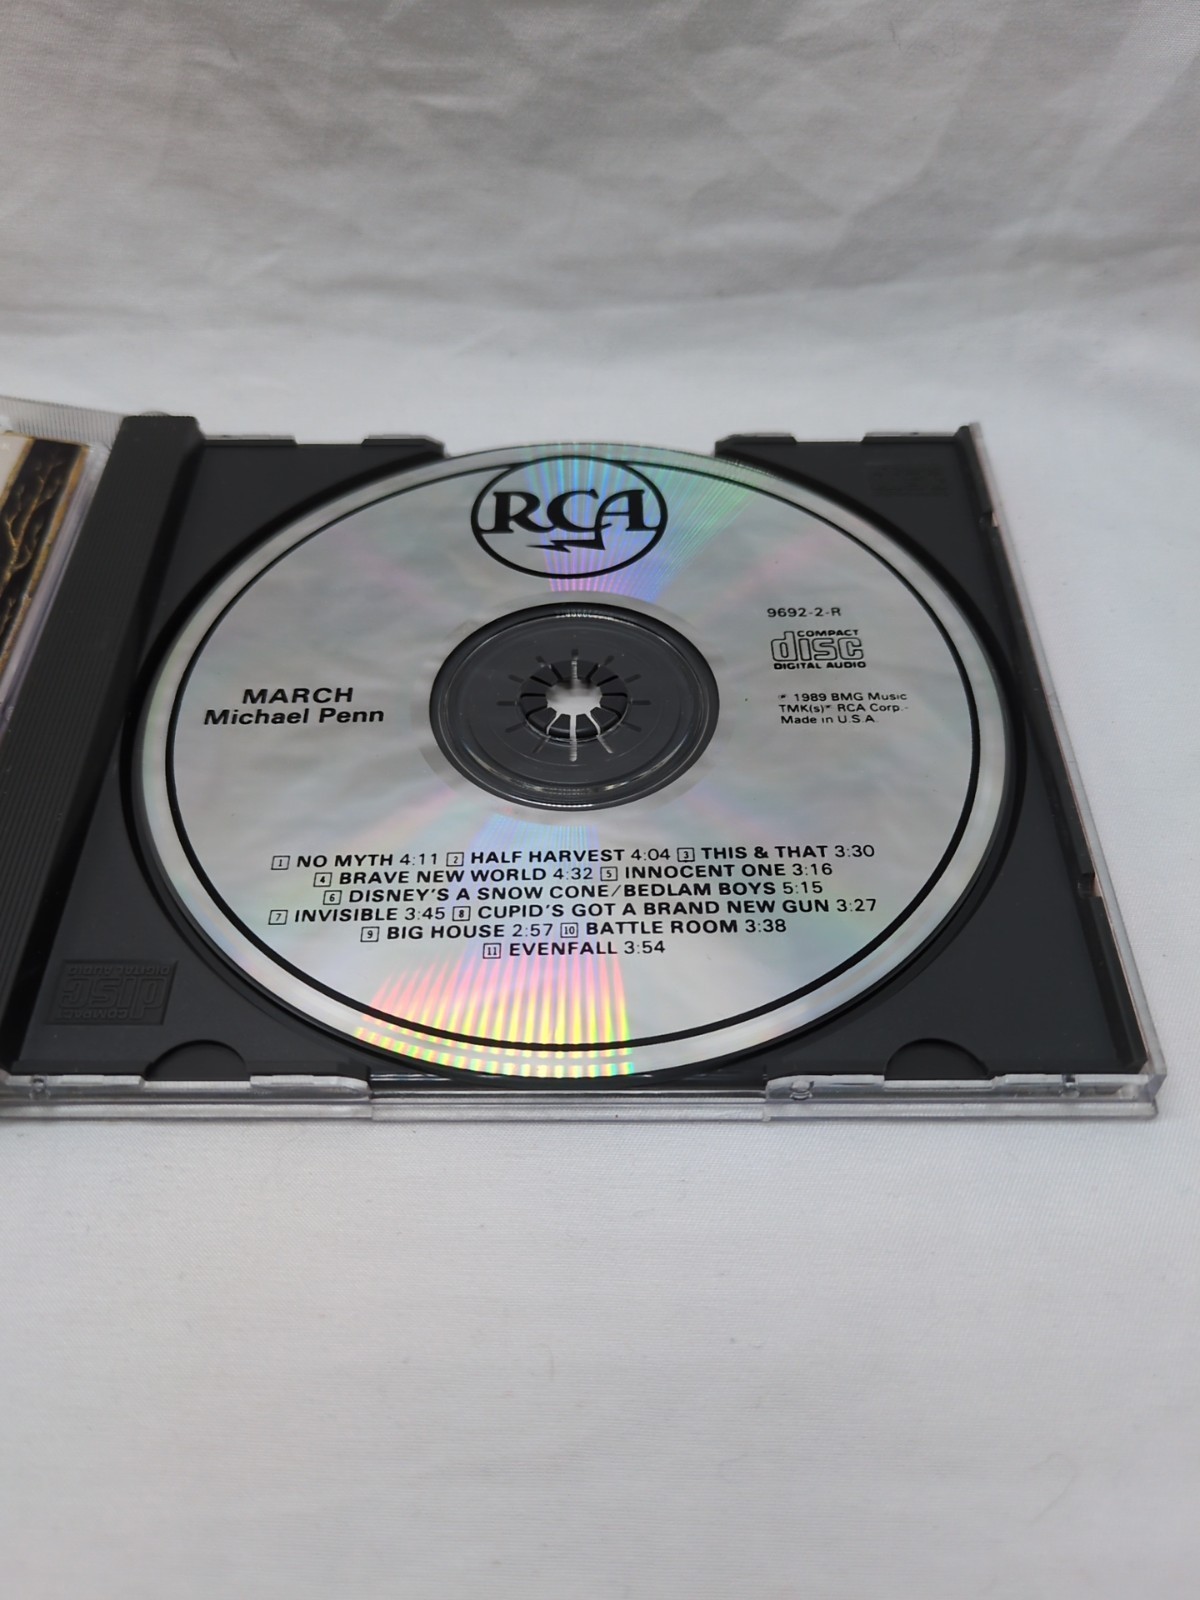 RCA
9692-2-R
COMPACT
disc
DIGITAL AUDIO
MARCH
Michael Penn
℗ 1989 BMG Music
TMK(s)® RCA Corp.
Made in U.S.A.
1 NO MYTH 4:11 2 HALF HARVEST 4:04 3 THIS & THAT 3:30
4 BRAVE NEW WORLD 4:32 5 INNOCENT ONE 3:16
6 DISNEY'S A SNOW CONE/BEDLAM BOYS 5:15
7 INVISIBLE 3:45 8 CUPID'S GOT A BRAND NEW GUN 3:27
9 BIG HOUSE 2:57 10 BATTLE ROOM 3:38
11 EVENFALL 3:54
COMPACT
disc
DIGITAL AUDIO